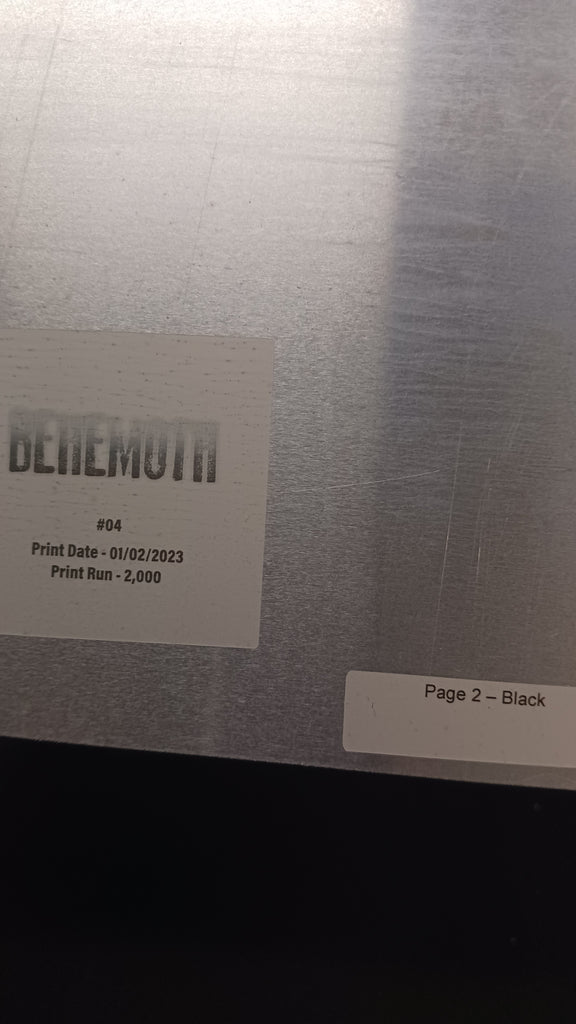 BEHEMOTH
#04
Print Date - 01/02/2023
Print Run - 2,000
Page 2 – Black